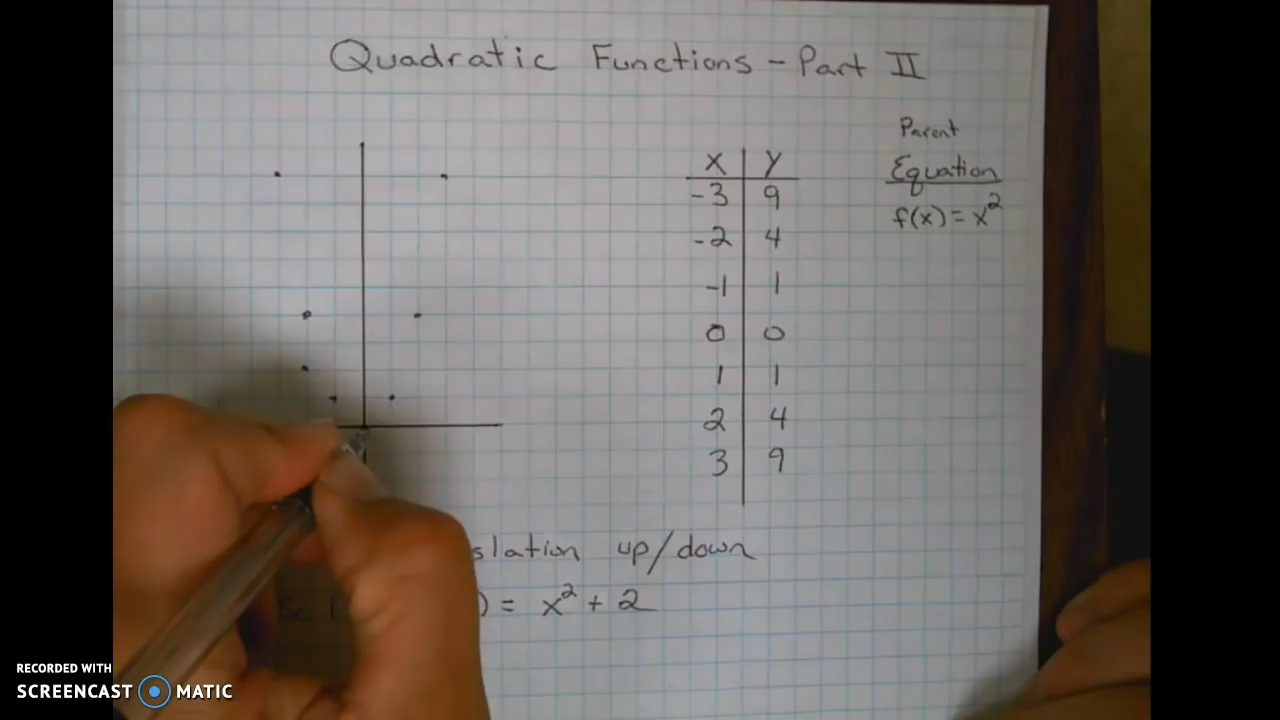 Quadratic Functions - Part II
Parent
Equation
f(x) = x²
X Y
-3 9
-2 4
-1 1
0 0
1 1
2 4
3 9
slation up/down
) = x² + 2
RECORDED WITH
SCREENCAST MATIC